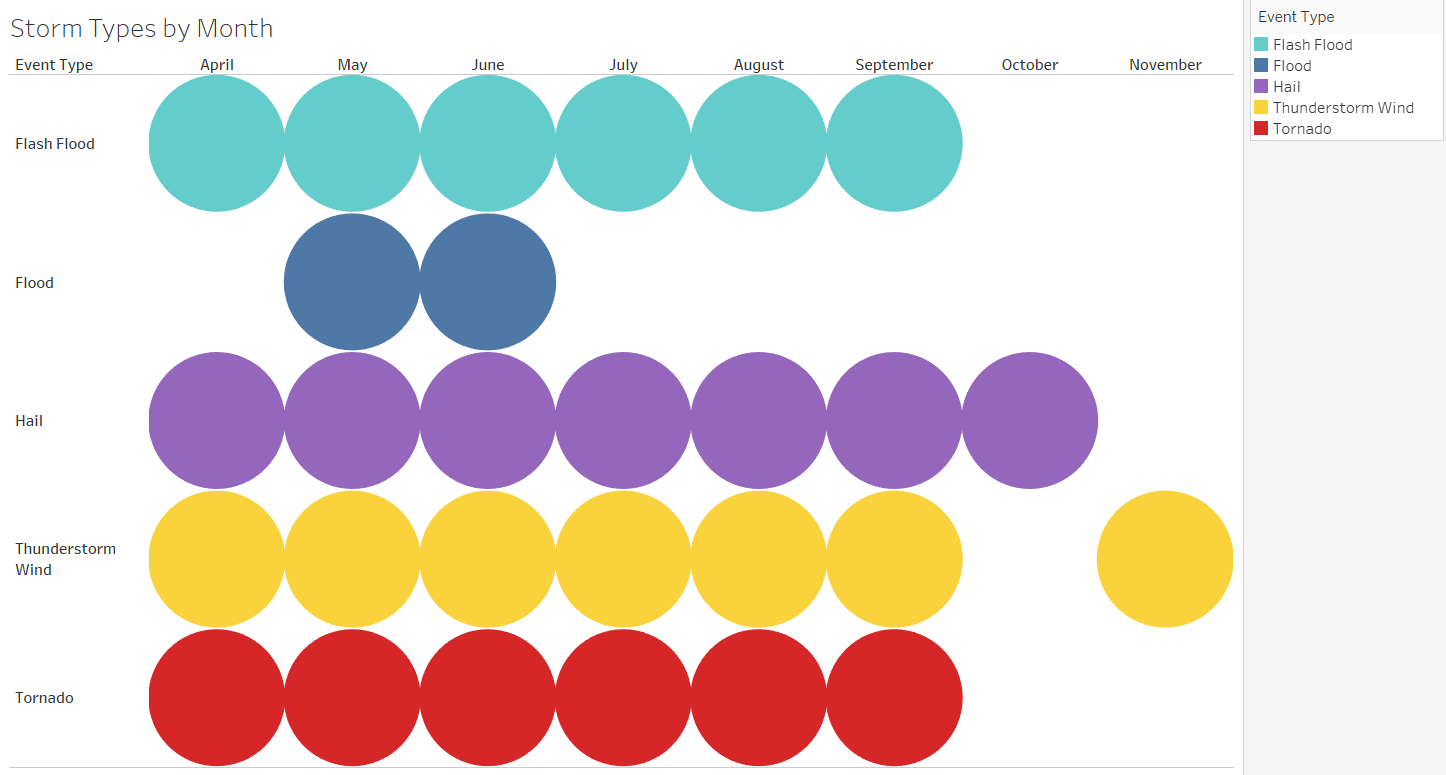 Storm Types by Month
Event Type April May June July August September October November
Flash Flood
Flood
Hail
Thunderstorm
Wind
Tornado
Event Type
Flash Flood
Flood
Hail
Thunderstorm Wind
Tornado